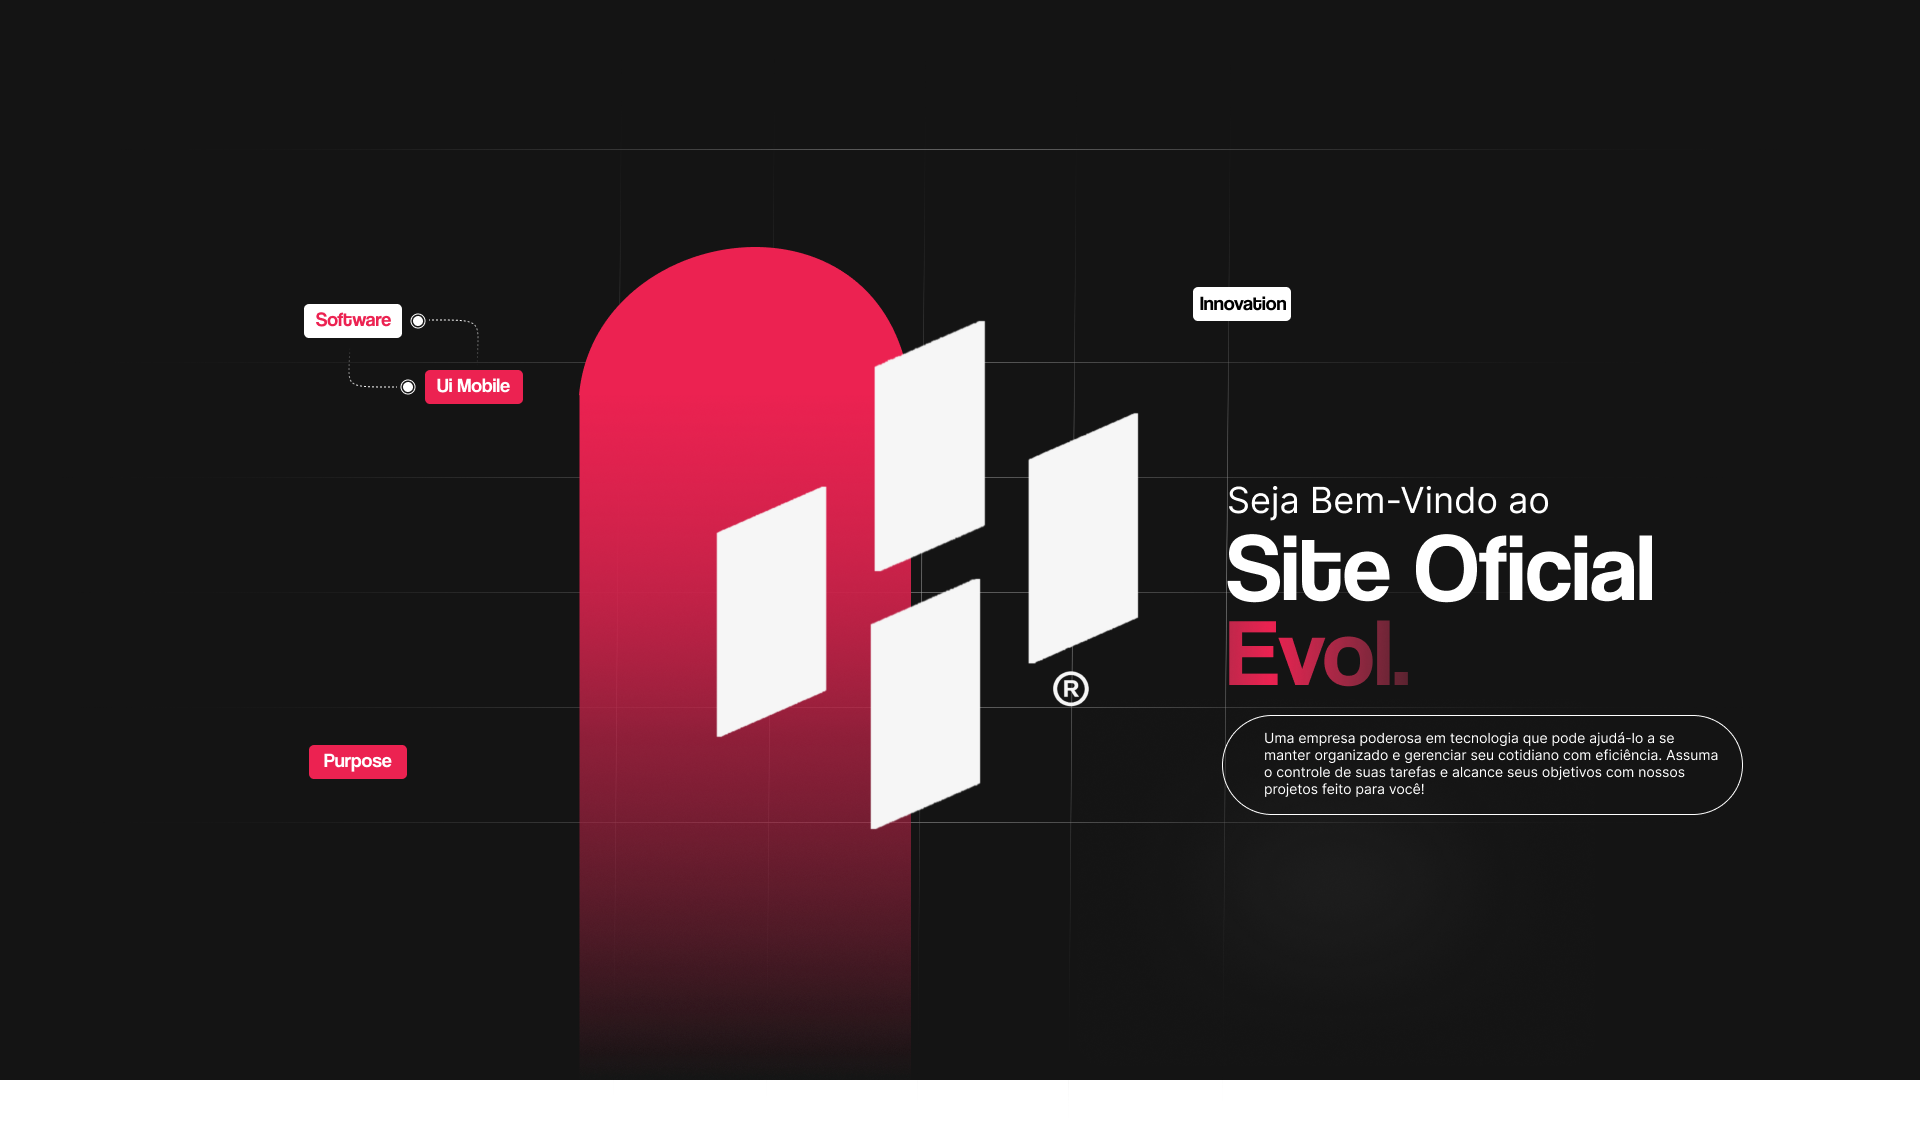 Software
Ui Mobile
Purpose
Innovation
Seja Bem-Vindo ao
Site Oficial
Evol.
Uma empresa poderosa em tecnologia que pode ajudá-lo a se
manter organizado e gerenciar seu cotidiano com eficiência. Assuma
o controle de suas tarefas e alcance seus objetivos com nossos
projetos feito para você!
®